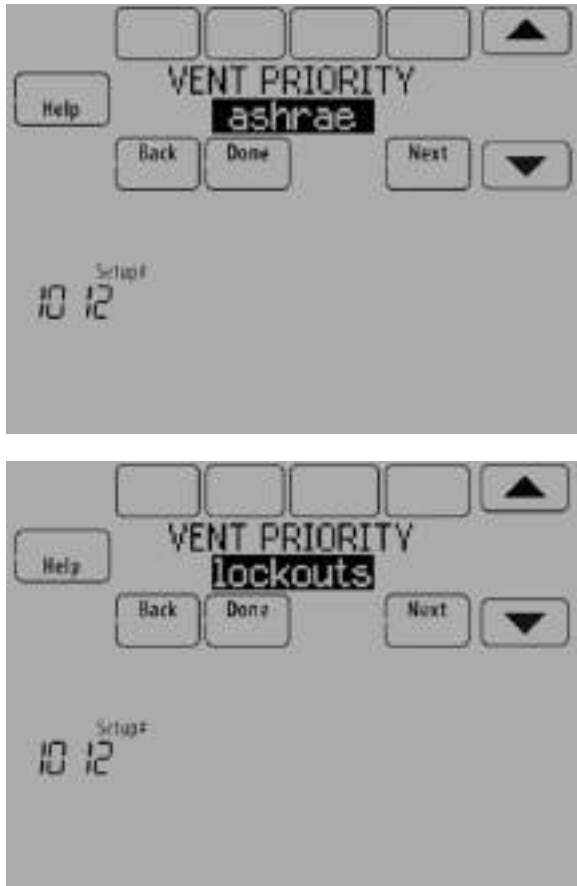 VENT PRIORITY
Help
ashrae
Back Done Next
Setup#
10 12
VENT PRIORITY
Help
lockouts
Back Done Next
Setup#
10 12